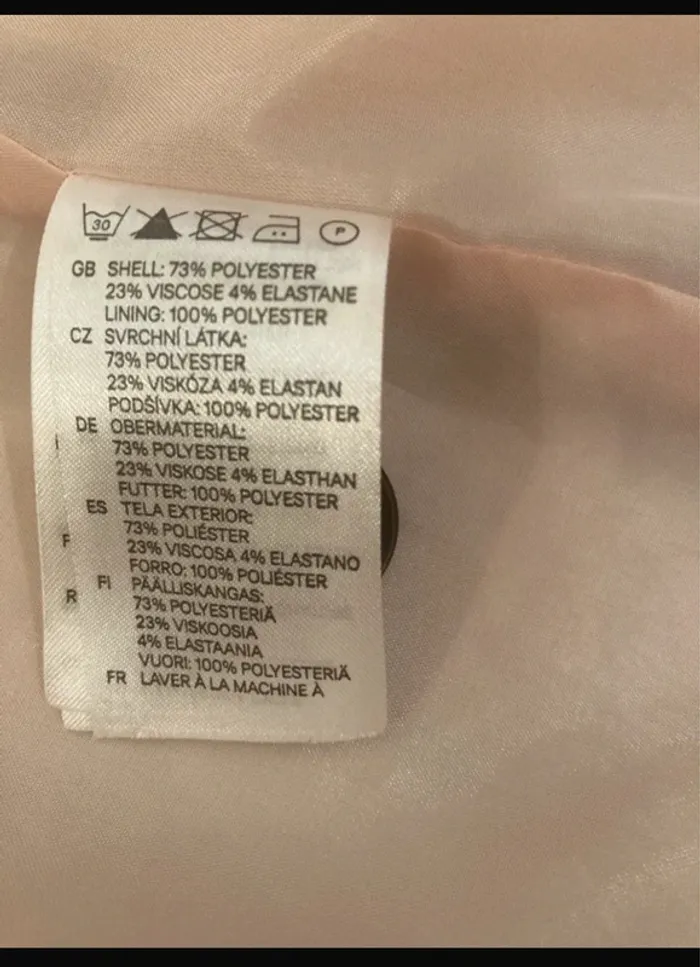 30
P
GB SHELL: 73% POLYESTER
23% VISCOSE 4% ELASTANE
LINING: 100% POLYESTER
CZ SVRCHNÍ LÁTKA:
73% POLYESTER
23% VISKÓZA 4% ELASTAN
PODŠÍVKA: 100% POLYESTER
DE OBERMATERIAL:
73% POLYESTER
23% VISKOSE 4% ELASTHAN
FUTTER: 100% POLYESTER
ES TELA EXTERIOR:
73% POLIÉSTER
23% VISCOSA 4% ELASTANO
FORRO: 100% POLIÉSTER
FI PÄÄLLISKANGAS:
73% POLYESTERIÄ
23% VISKOOSIA
4% ELASTAANIA
VUORI: 100% POLYESTERIÄ
FR LAVER À LA MACHINE À